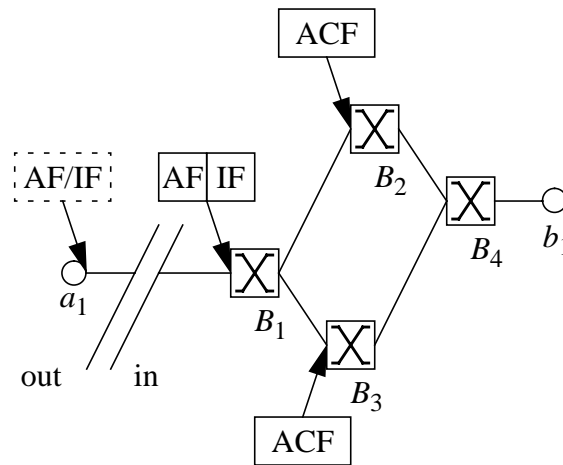 ACF
AF/IF
AF IF
B2
B4
b1
a1
B1
out
in
B3
ACF